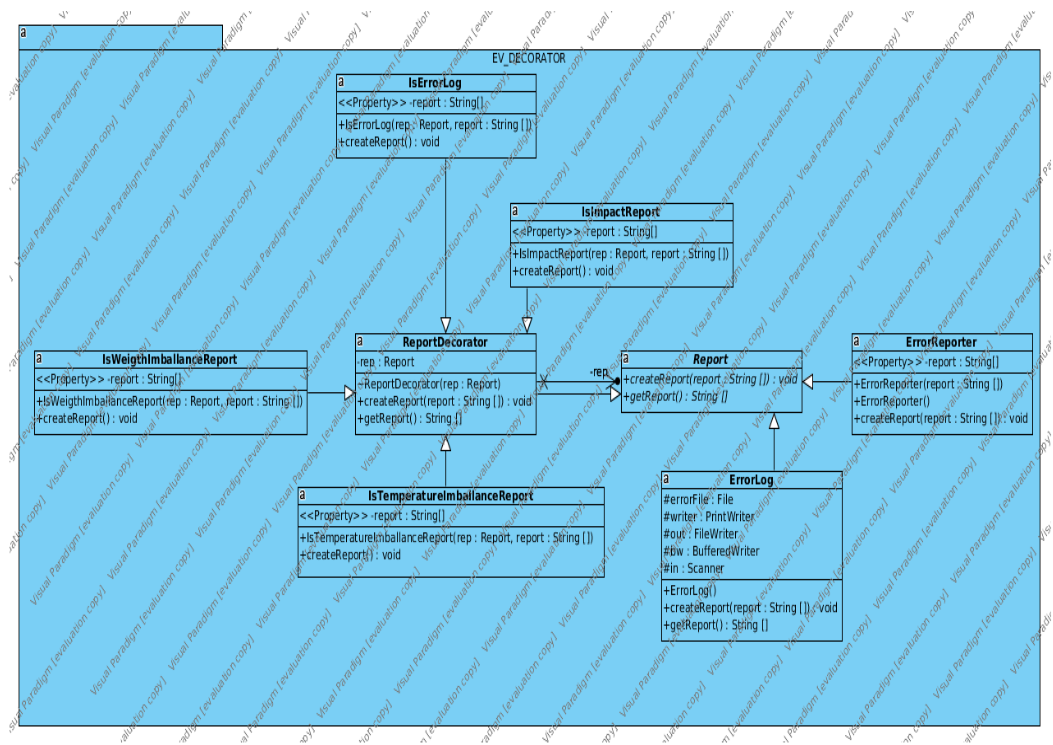 a
EV_DECORATOR
a
IsErrorLog
<<Property>> -report : String[]
+IsErrorLog(rep : Report, report : String [])
+createReport() : void
a
IsImpactReport
<<Property>> -report : String[]
+IsImpactReport(rep : Report, report : String [])
+createReport() : void
a
IsWeigthImballanceReport
<<Property>> -report : String[]
+IsWeigthImballanceReport(rep : Report, report : String [])
+createReport() : void
a
ReportDecorator
-rep : Report
~ReportDecorator(rep : Report)
+createReport(report : String []) : void
+getReport() : String []
-rep
a
Report
+createReport(report : String []) : void
+getReport() : String []
a
ErrorReporter
<<Property>> -report : String[]
+ErrorReporter(report : String [])
+ErrorReporter()
+createReport(report : String []) : void
a
IsTemperatureImballanceReport
<<Property>> -report : String[]
+IsTemperatureImballanceReport(rep : Report, report : String [])
+createReport() : void
a
ErrorLog
#errorFile : File
#writer : PrintWriter
#out : FileWriter
#bw : BufferedWriter
#in : Scanner
+ErrorLog()
+createReport(report : String []) : void
+getReport() : String []
Visual Paradigm [evaluation copy]